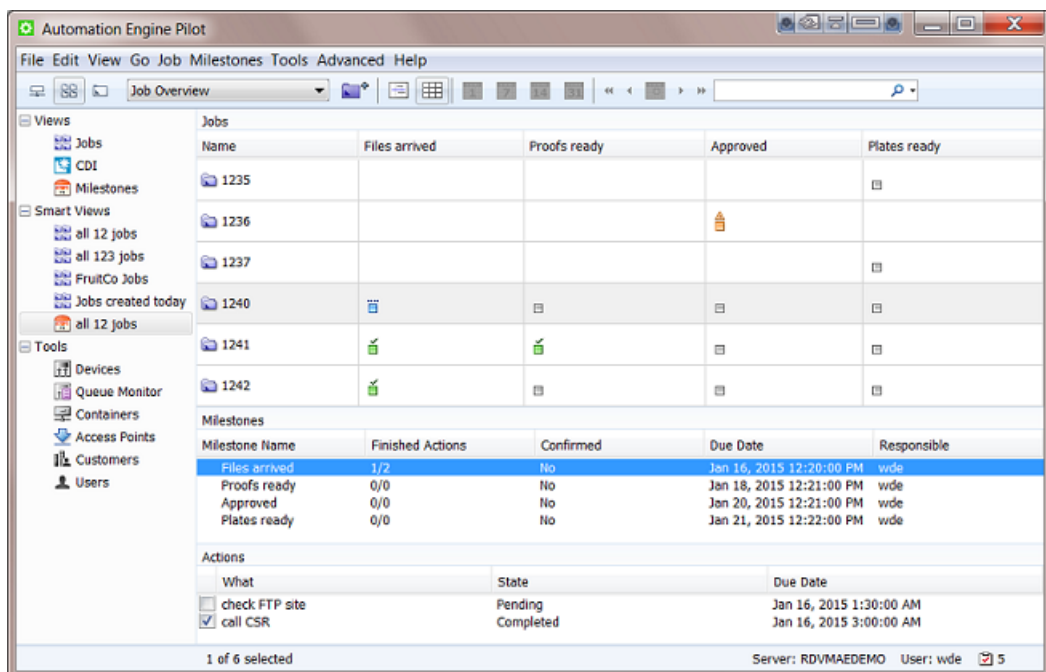 Automation Engine Pilot
File Edit View Go Job Milestones Tools Advanced Help
Job Overview 1 7 14 31
Views
Jobs
CDI
Milestones
Smart Views
all 12 jobs
all 123 jobs
FruitCo Jobs
Jobs created today
all 12 jobs
Tools
Devices
Queue Monitor
Containers
Access Points
Customers
Users
Jobs
Name Files arrived Proofs ready Approved Plates ready
1235
1236
1237
1240
1241
1242
Milestones
Milestone Name Finished Actions Confirmed Due Date Responsible
Files arrived 1/2 No Jan 16, 2015 12:20:00 PM wde
Proofs ready 0/0 No Jan 18, 2015 12:21:00 PM wde
Approved 0/0 No Jan 20, 2015 12:21:00 PM wde
Plates ready 0/0 No Jan 21, 2015 12:22:00 PM wde
Actions
What State Due Date
check FTP site Pending Jan 16, 2015 1:30:00 AM
call CSR Completed Jan 16, 2015 3:00:00 AM
1 of 6 selected Server: RDVMAEDEMO User: wde 5